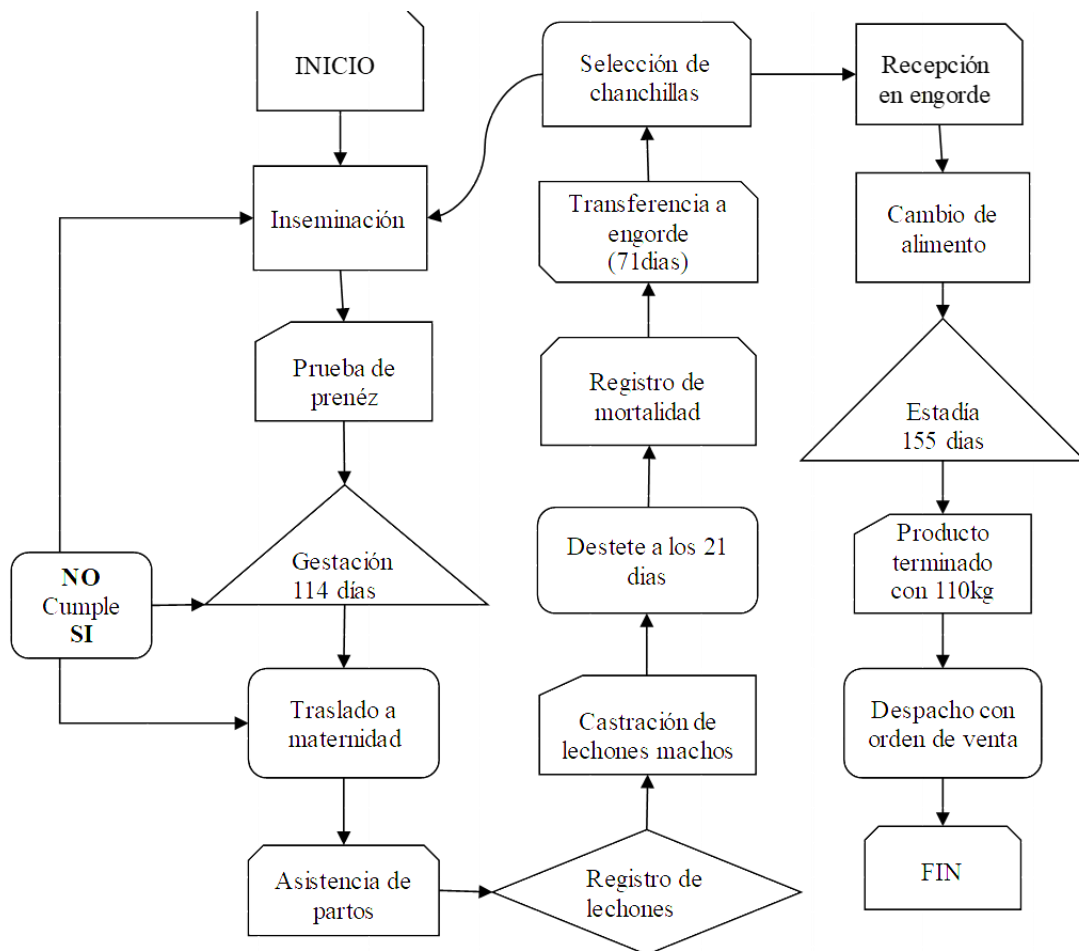 INICIO
Inseminación
Prueba de
prenéz
Gestación
114 días
NO
Cumple
SI
Traslado a
maternidad
Asistencia de
partos
Registro de
lechones
Castración de
lechones machos
Destete a los 21
dias
Registro de
mortalidad
Transferencia a
engorde
(71dias)
Selección de
chanchillas
Recepción
en engorde
Cambio de
alimento
Estadía
155 dias
Producto
terminado
con 110kg
Despacho con
orden de venta
FIN